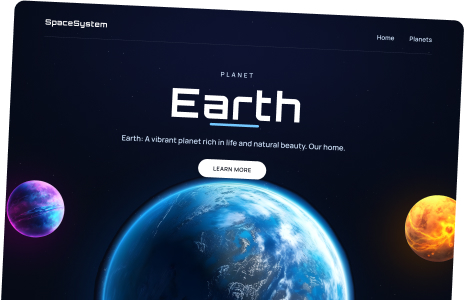 SpaceSystem
Home Planets
PLANET
Earth
Earth: A vibrant planet rich in life and natural beauty. Our home.
LEARN MORE